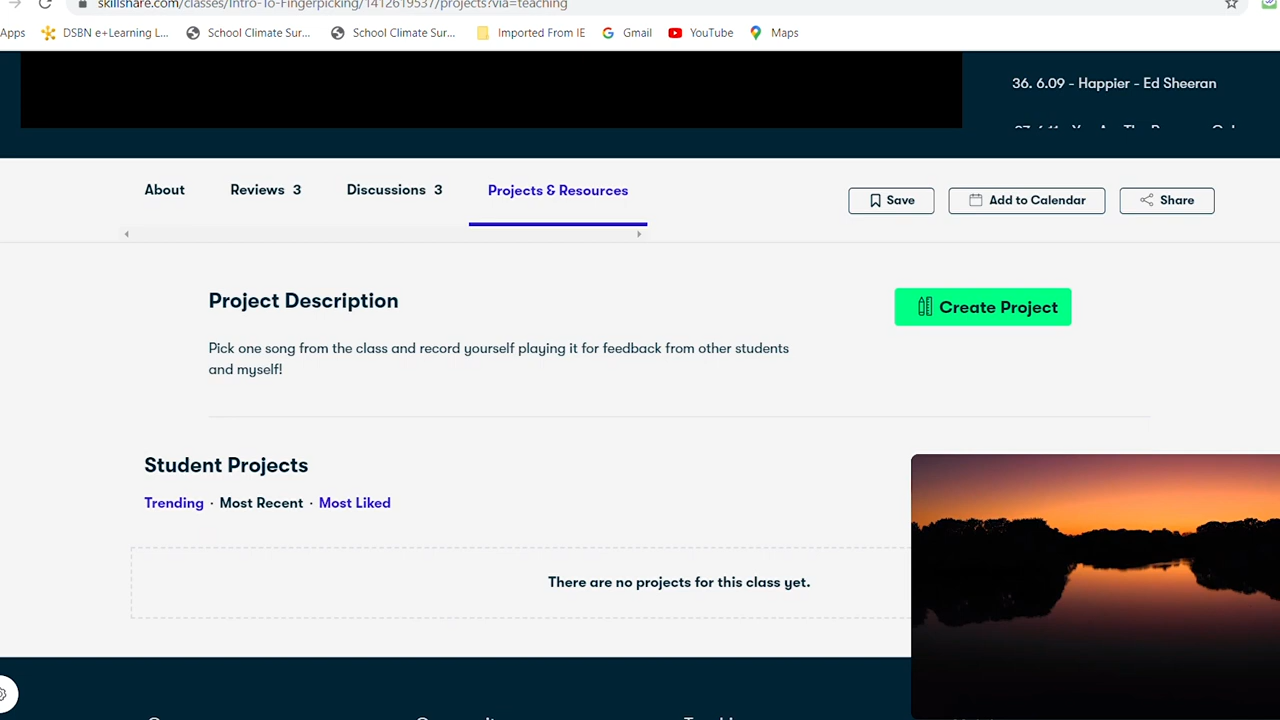 skillshare.com/classes/Intro-To-Fingerpicking/1412619537/projects?via=teaching
Apps DSBN e+Learning L... School Climate Sur... School Climate Sur... Imported From IE Gmail YouTube Maps
36. 6.09 - Happier - Ed Sheeran
About Reviews 3 Discussions 3 Projects & Resources Save Add to Calendar Share
Project Description
Create Project
Pick one song from the class and record yourself playing it for feedback from other students
and myself!
Student Projects
Trending · Most Recent · Most Liked
There are no projects for this class yet.